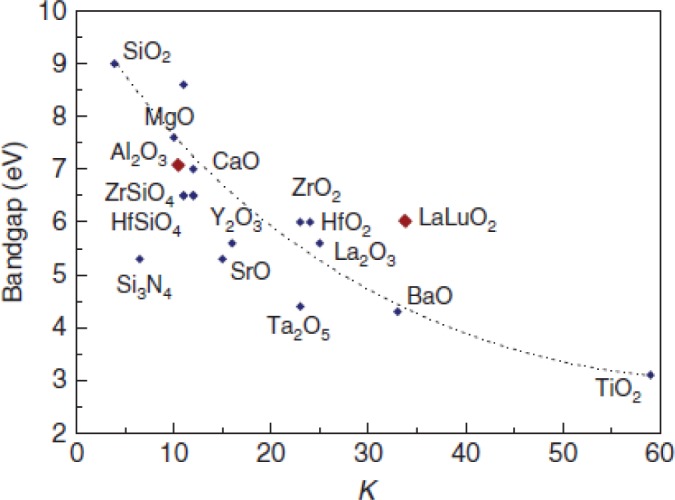 10
9
8
7
6
5
4
3
2
Bandgap (eV)
SiO₂
MgO
Al₂O₃
CaO
ZrSiO₄
ZrO₂
HfSiO₄
Y₂O₃
HfO₂
LaLuO₂
La₂O₃
Si₃N₄
SrO
BaO
Ta₂O₅
TiO₂
0
10
20
30
40
50
60
K